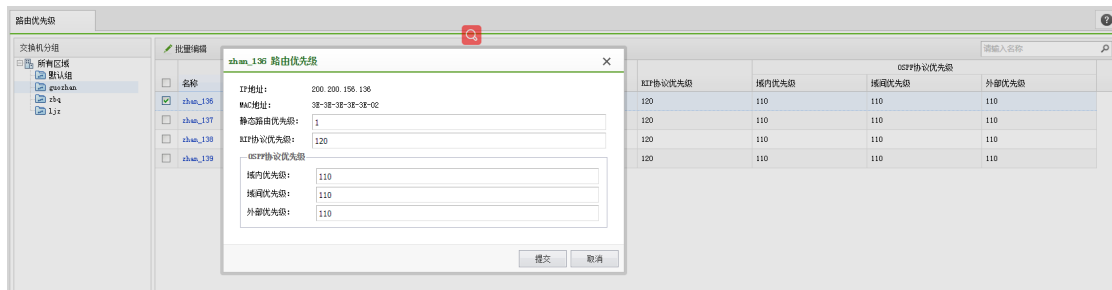 路由优先级
交换机分组
所有区域
默认组
guozhan
zbq
ljz
批量编辑
请输入名称
名称
RIP协议优先级
OSPF协议优先级
域内优先级
域间优先级
外部优先级
zhan_136
120
110
110
110
zhan_137
120
110
110
110
zhan_138
120
110
110
110
zhan_139
120
110
110
110
zhan_136 路由优先级
IP地址:
200.200.156.136
MAC地址:
3E-3E-3E-3E-3E-02
静态路由优先级:
1
RIP协议优先级:
120
OSPF协议优先级
域内优先级:
110
域间优先级:
110
外部优先级:
110
提交
取消